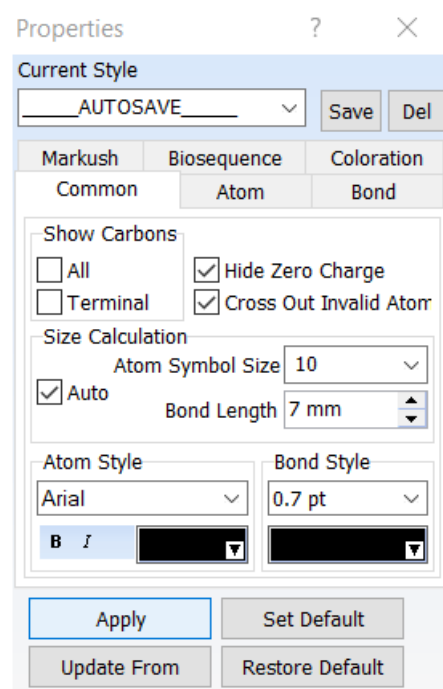 Properties ?
Current Style
_____AUTOSAVE_____ Save Del
Markush Biosequence Coloration
Common Atom Bond
Show Carbons
All Hide Zero Charge
Terminal Cross Out Invalid Atom
Size Calculation
Atom Symbol Size 10
Auto
Bond Length 7 mm
Atom Style Bond Style
Arial 0.7 pt
B I
Apply Set Default
Update From Restore Default